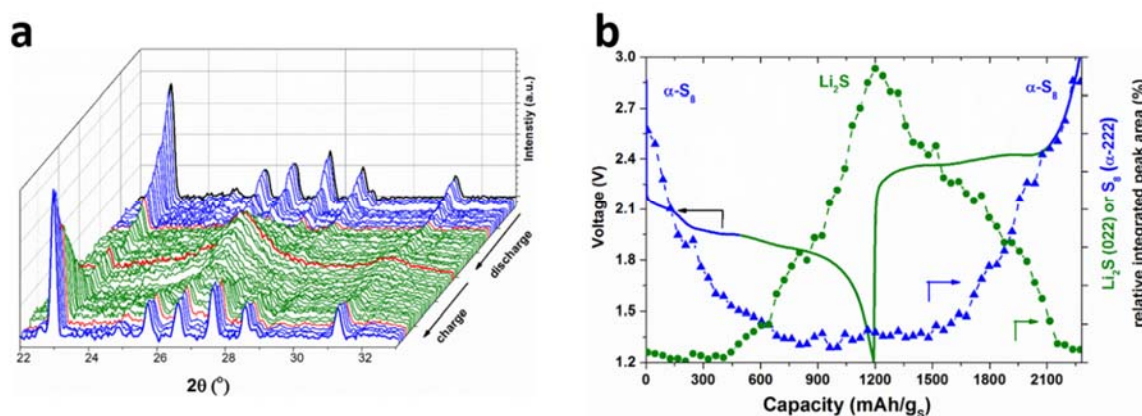 a
Intenstiy (a.u.)
discharge
charge
22 24 26 28 30 32
2θ (°)
b
3.0
2.7
2.4
2.1
1.8
1.5
1.2
Voltage (V)
α-S8
Li2S
α-S8
0 300 600 900 1200 1500 1800 2100
Capacity (mAh/gS)
Li2S (022) or S8 (α-222)
relative integrated peak area (%)